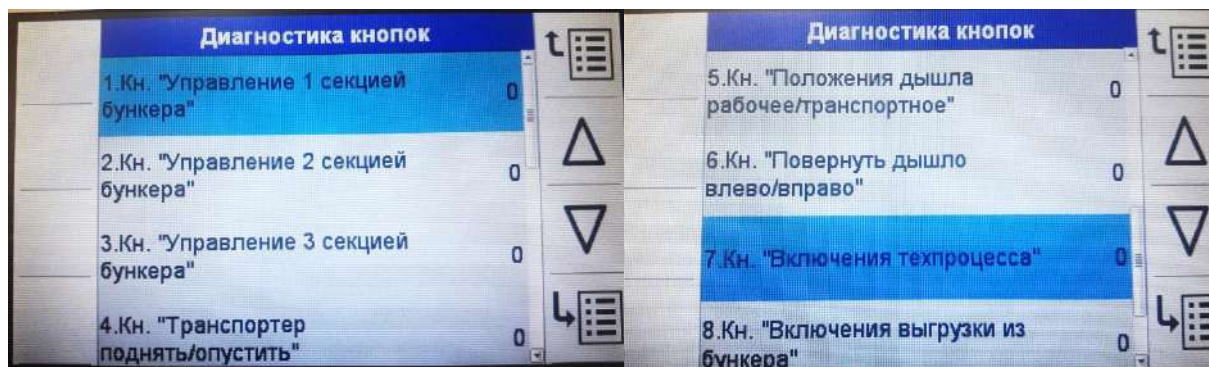 Диагностика кнопок
1.Кн. "Управление 1 секцией
бункера" 0
2.Кн. "Управление 2 секцией
бункера" 0
3.Кн. "Управление 3 секцией
бункера" 0
4.Кн. "Транспортер
поднять/опустить" 0
Диагностика кнопок
5.Кн. "Положения дышла
рабочее/транспортное" 0
6.Кн. "Повернуть дышло
влево/вправо" 0
7.Кн. "Включения техпроцесса" 0
8.Кн. "Включения выгрузки из
бункера" 0